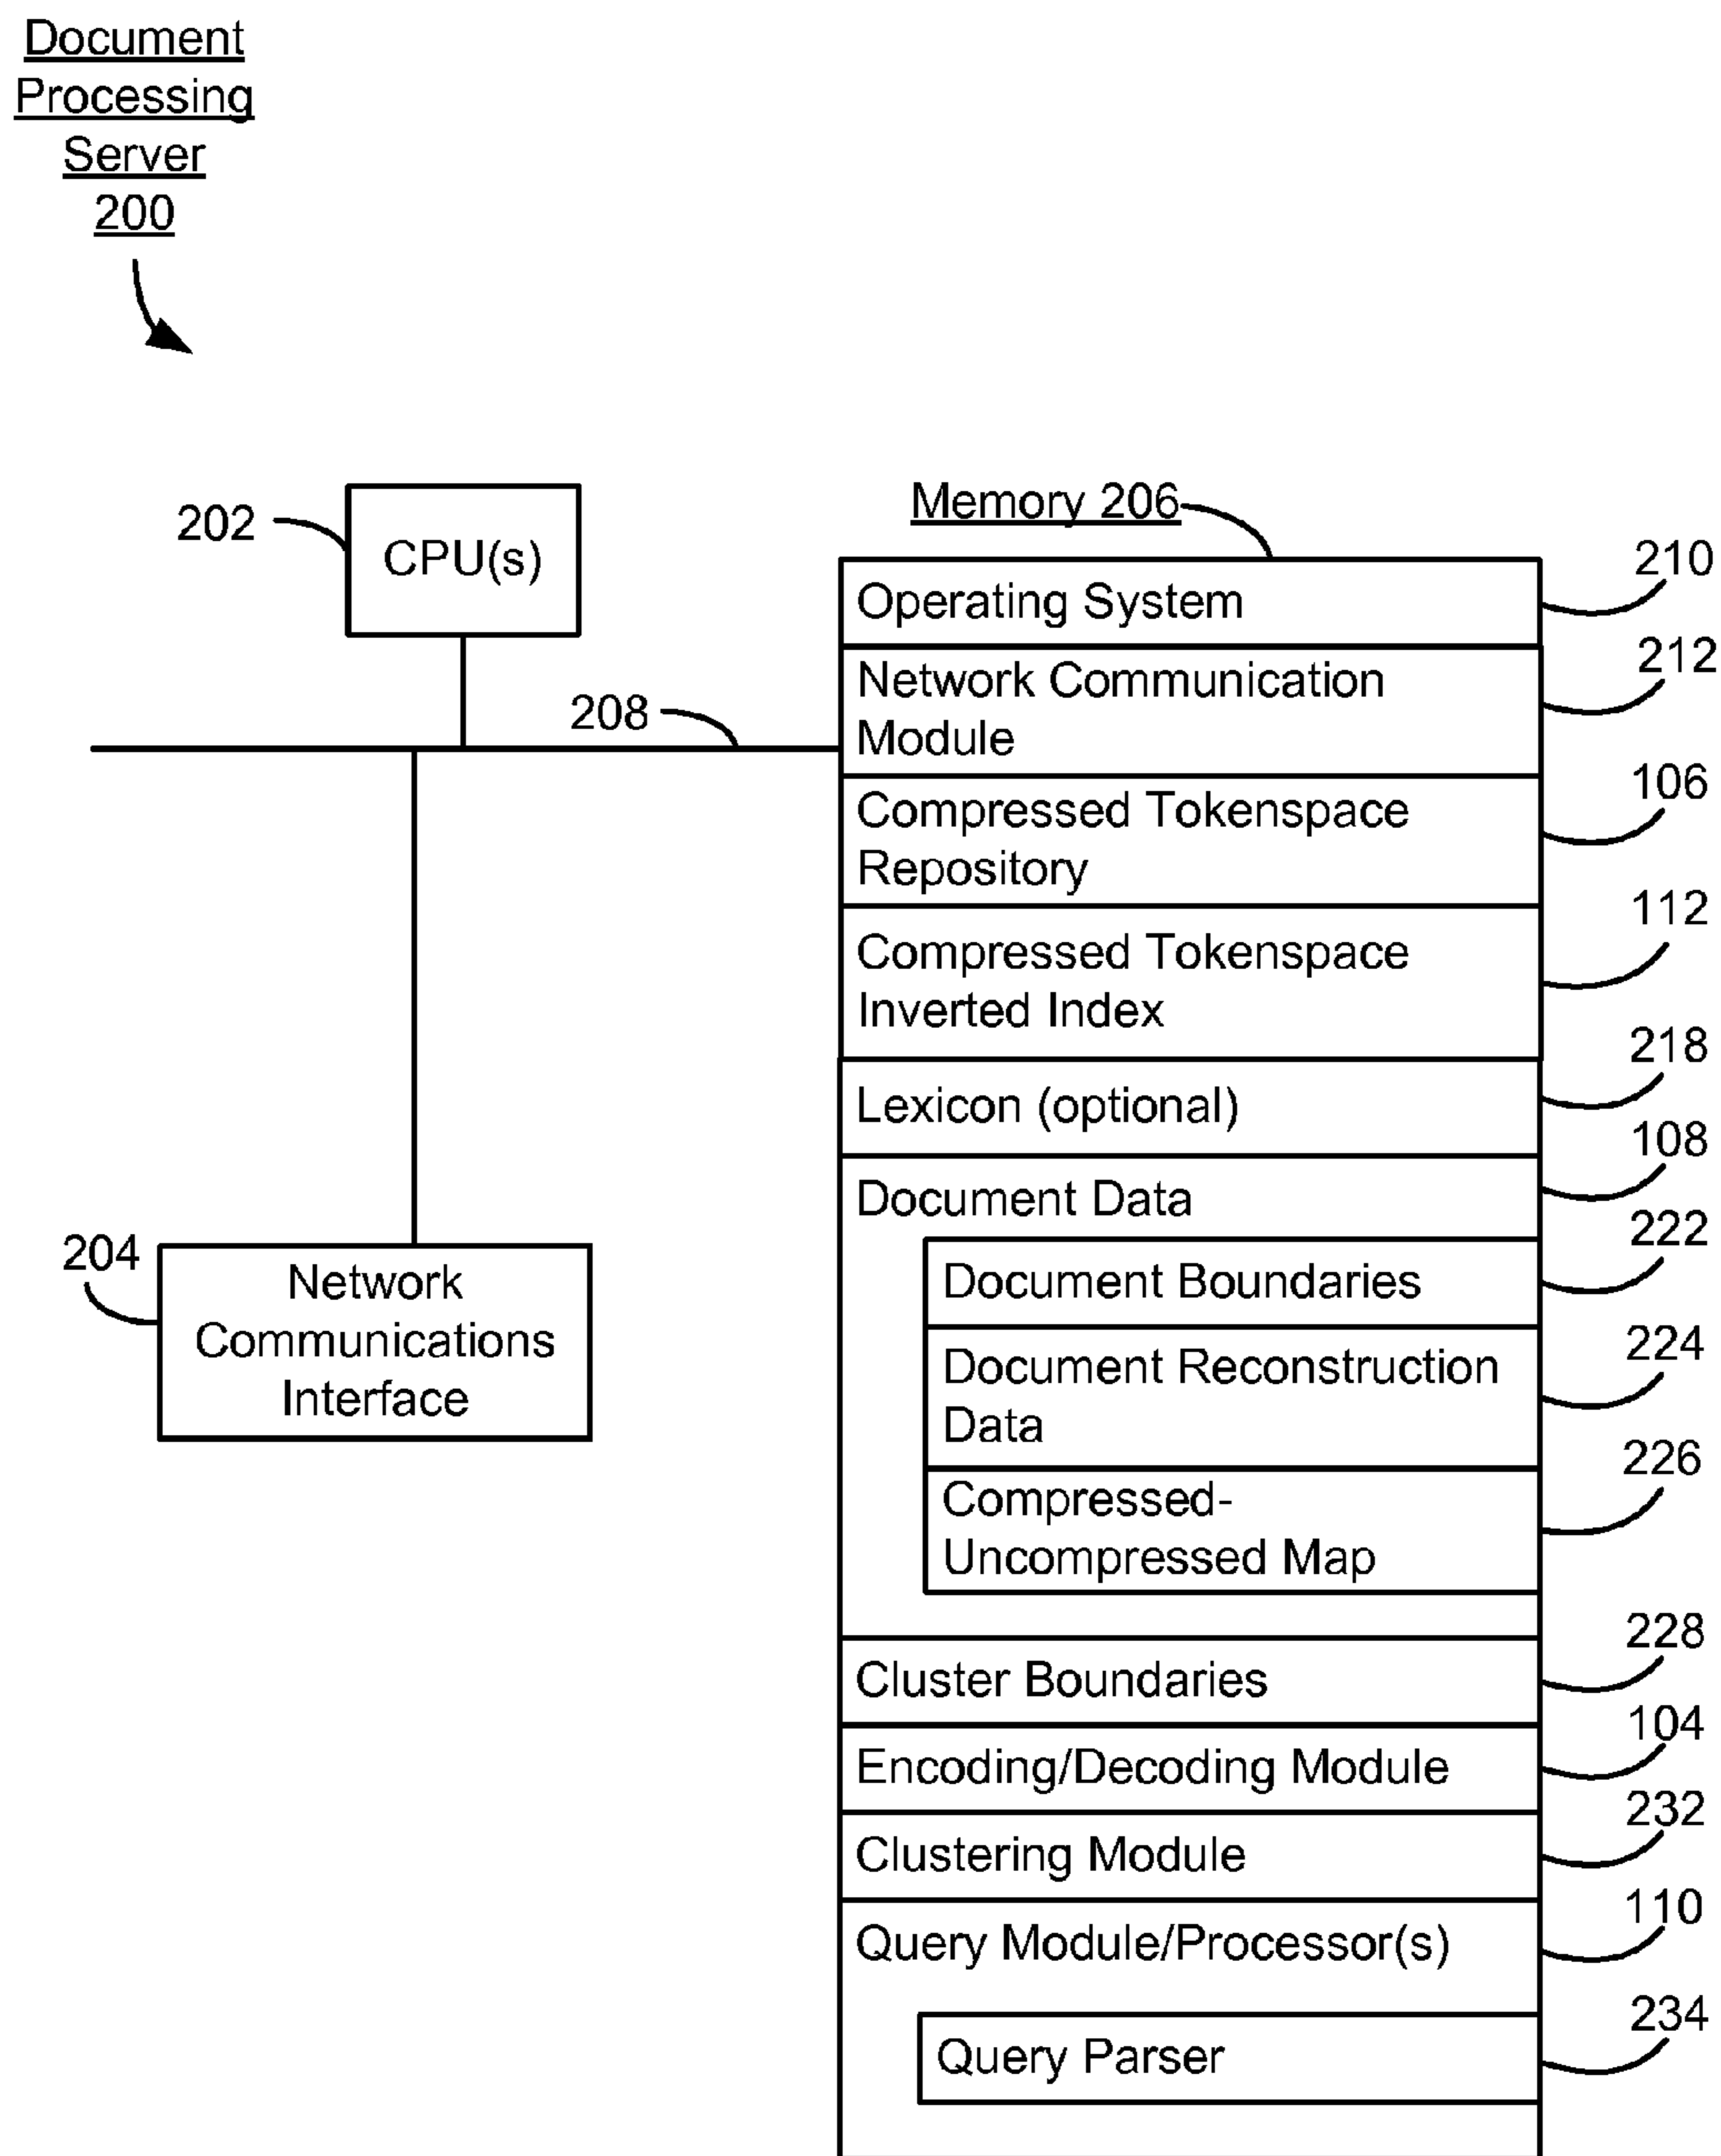 Document
Processing
Server
200
202
CPU(s)
208
204
Network
Communications
Interface
Memory 206
Operating System
210
Network Communication
Module
212
Compressed Tokenspace
Repository
106
Compressed Tokenspace
Inverted Index
112
Lexicon (optional)
218
Document Data
108
Document Boundaries
222
Document Reconstruction
Data
224
Compressed-
Uncompressed Map
226
Cluster Boundaries
228
Encoding/Decoding Module
104
Clustering Module
232
Query Module/Processor(s)
110
Query Parser
234